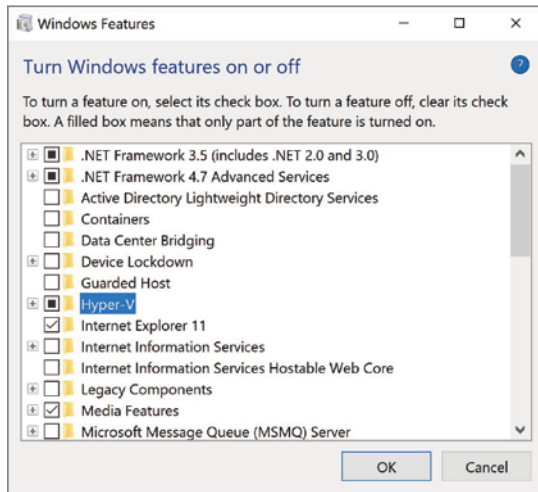 Windows Features
Turn Windows features on or off
?
To turn a feature on, select its check box. To turn a feature off, clear its check
box. A filled box means that only part of the feature is turned on.
.NET Framework 3.5 (includes .NET 2.0 and 3.0)
.NET Framework 4.7 Advanced Services
Active Directory Lightweight Directory Services
Containers
Data Center Bridging
Device Lockdown
Guarded Host
Hyper-V
Internet Explorer 11
Internet Information Services
Internet Information Services Hostable Web Core
Legacy Components
Media Features
Microsoft Message Queue (MSMQ) Server
OK Cancel